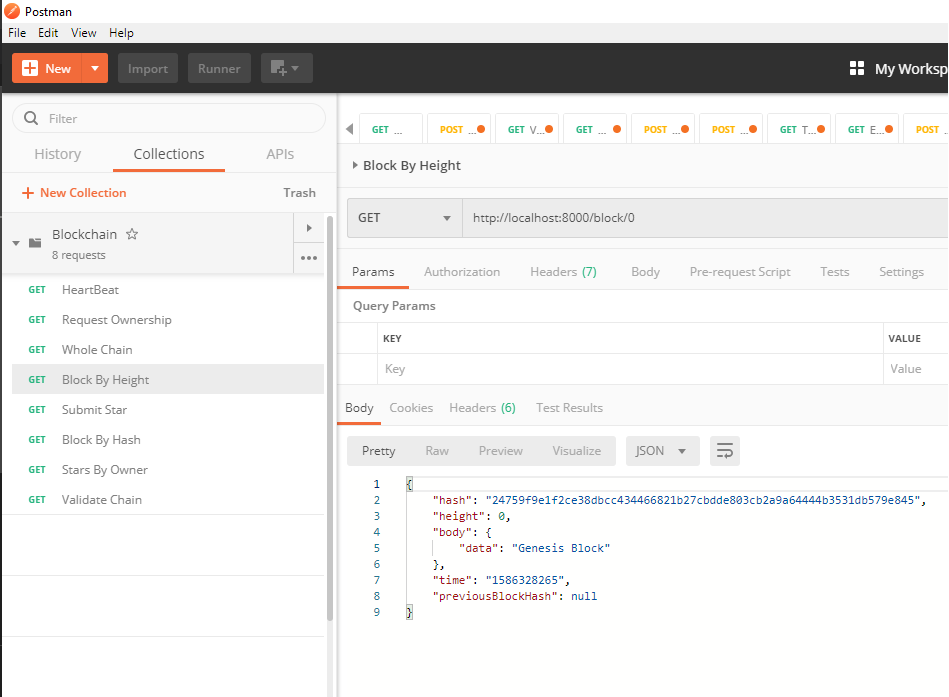 Postman
File Edit View Help
New Import Runner My Worksp
Filter
History Collections APIs
New Collection Trash
Blockchain
8 requests
GET HeartBeat
GET Request Ownership
GET Whole Chain
GET Block By Height
GET Submit Star
GET Block By Hash
GET Stars By Owner
GET Validate Chain
GET ... POST ... GET V... GET ... POST ... POST ... GET T... GET E... POST ..
Block By Height
GET http://localhost:8000/block/0
Params Authorization Headers (7) Body Pre-request Script Tests Settings
Query Params
KEY VALUE
Key Value
Body Cookies Headers (6) Test Results
Pretty Raw Preview Visualize JSON
1 {
2 "hash": "24759f9e1f2ce38dbcc434466821b27cbdde803cb2a9a64444b3531db579e845",
3 "height": 0,
4 "body": {
5 "data": "Genesis Block"
6 },
7 "time": "1586328265",
8 "previousBlockHash": null
9 }